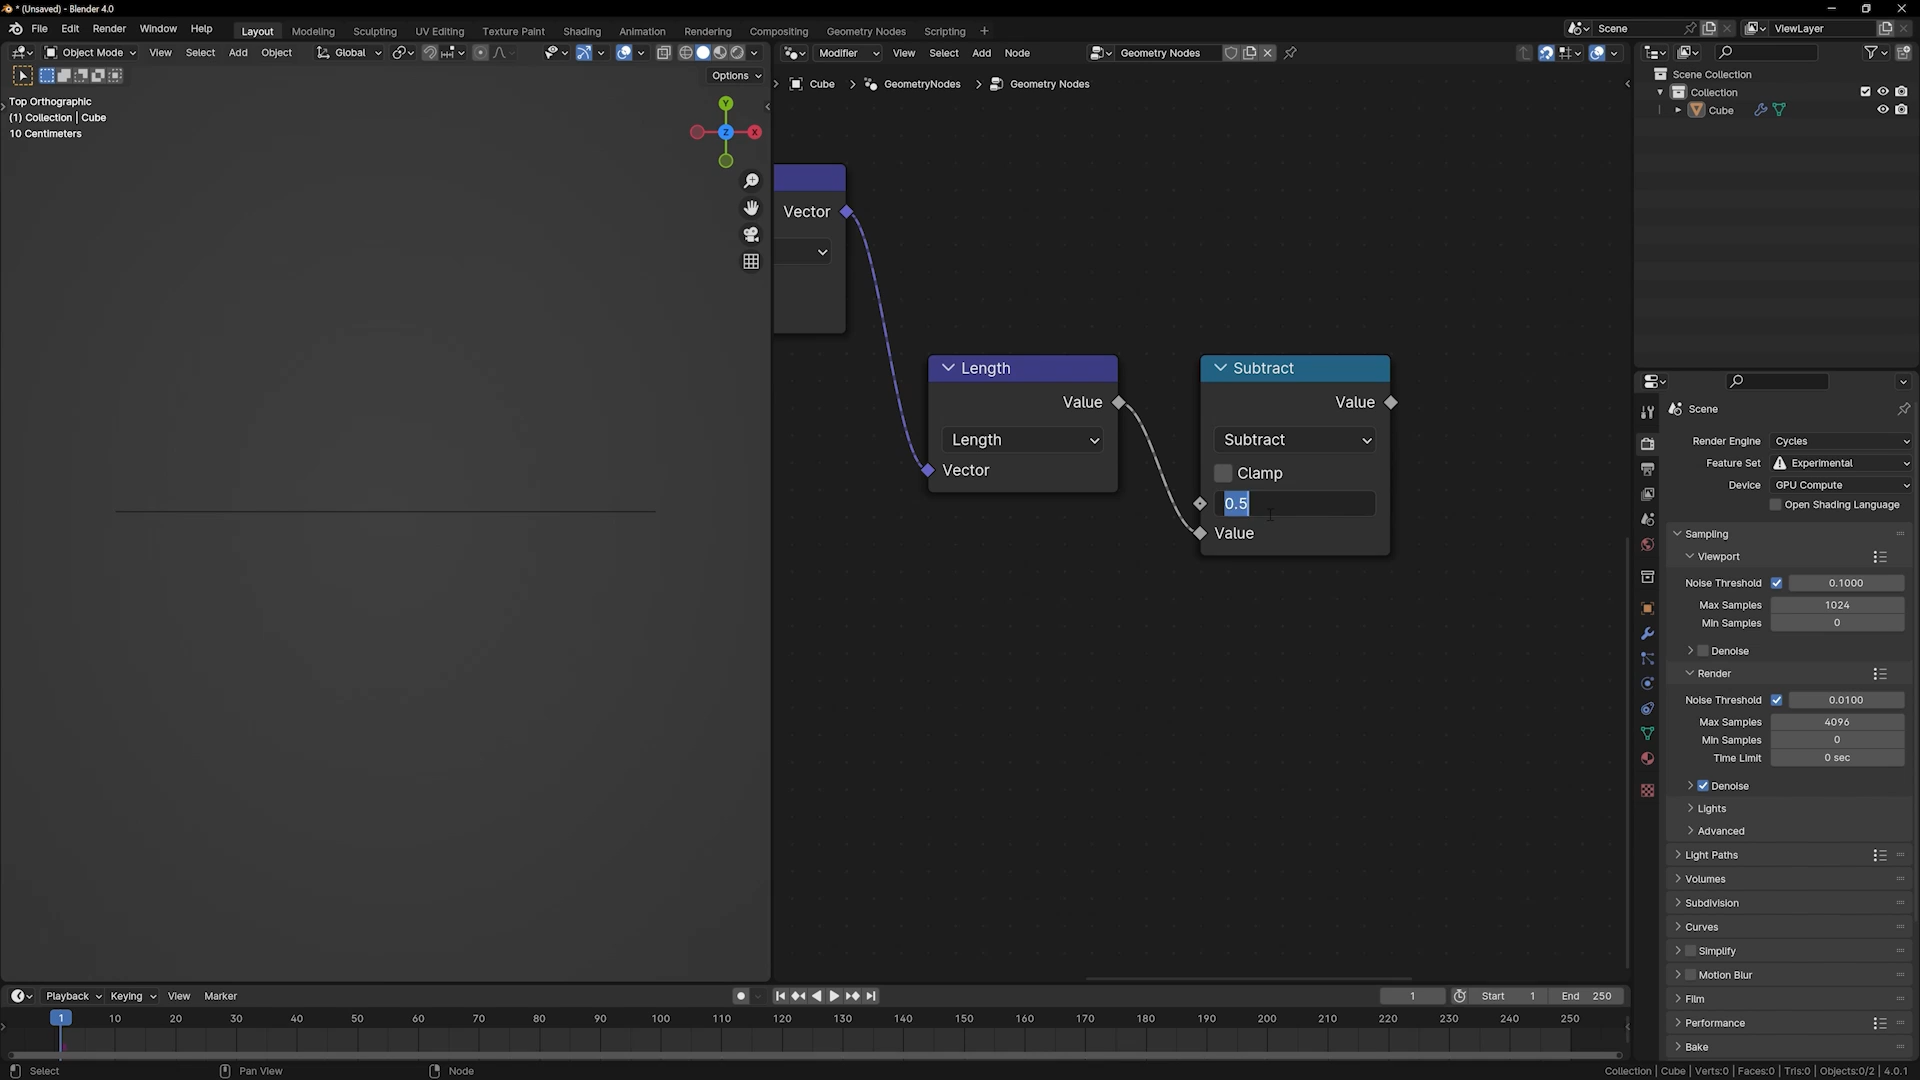 * (Unsaved) - Blender 4.0
File Edit Render Window Help Layout Modeling Sculpting UV Editing Texture Paint Shading Animation Rendering Compositing Geometry Nodes Scripting + Scene ViewLayer
Object Mode View Select Add Object Global Modifier View Select Add Node Geometry Nodes
Options
Cube > GeometryNodes > Geometry Nodes
Scene Collection
Collection
Cube
Top Orthographic
(1) Collection | Cube
10 Centimeters
Y
Z
X
Vector
Length
Value
Length
Vector
Subtract
Value
Subtract
Clamp
0.5
Value
Scene
Render Engine Cycles
Feature Set Experimental
Device GPU Compute
Open Shading Language
Sampling
Viewport
Noise Threshold 0.1000
Max Samples 1024
Min Samples 0
Denoise
Render
Noise Threshold 0.0100
Max Samples 4096
Min Samples 0
Time Limit 0 sec
Denoise
Lights
Advanced
Light Paths
Volumes
Subdivision
Curves
Simplify
Motion Blur
Film
Performance
Bake
Playback Keying View Marker 1 Start 1 End 250
1 10 20 30 40 50 60 70 80 90 100 110 120 130 140 150 160 170 180 190 200 210 220 230 240 250
Select Pan View Node Collection | Cube | Verts:0 | Faces:0 | Tris:0 | Objects:0/2 | 4.0.1